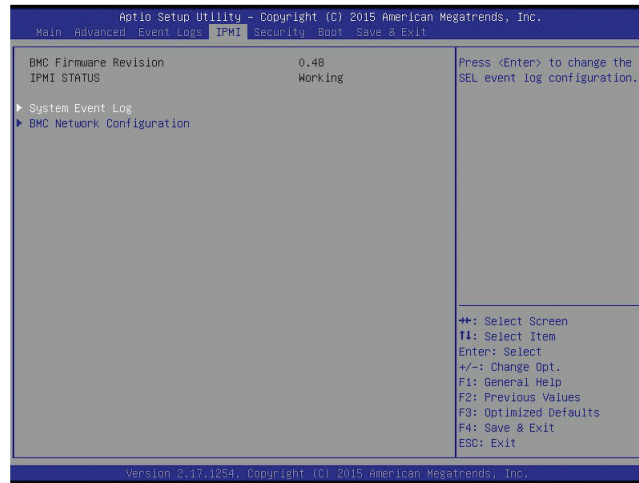 Aptio Setup Utility – Copyright (C) 2015 American Megatrends, Inc.
Main Advanced Event Logs IPMI Security Boot Save & Exit
BMC Firmware Revision 0.48
IPMI STATUS Working
▶ System Event Log
▶ BMC Network Configuration
Press <Enter> to change the
SEL event log configuration.
→←: Select Screen
↑↓: Select Item
Enter: Select
+/-: Change Opt.
F1: General Help
F2: Previous Values
F3: Optimized Defaults
F4: Save & Exit
ESC: Exit
Version 2.17.1254. Copyright (C) 2015 American Megatrends, Inc.